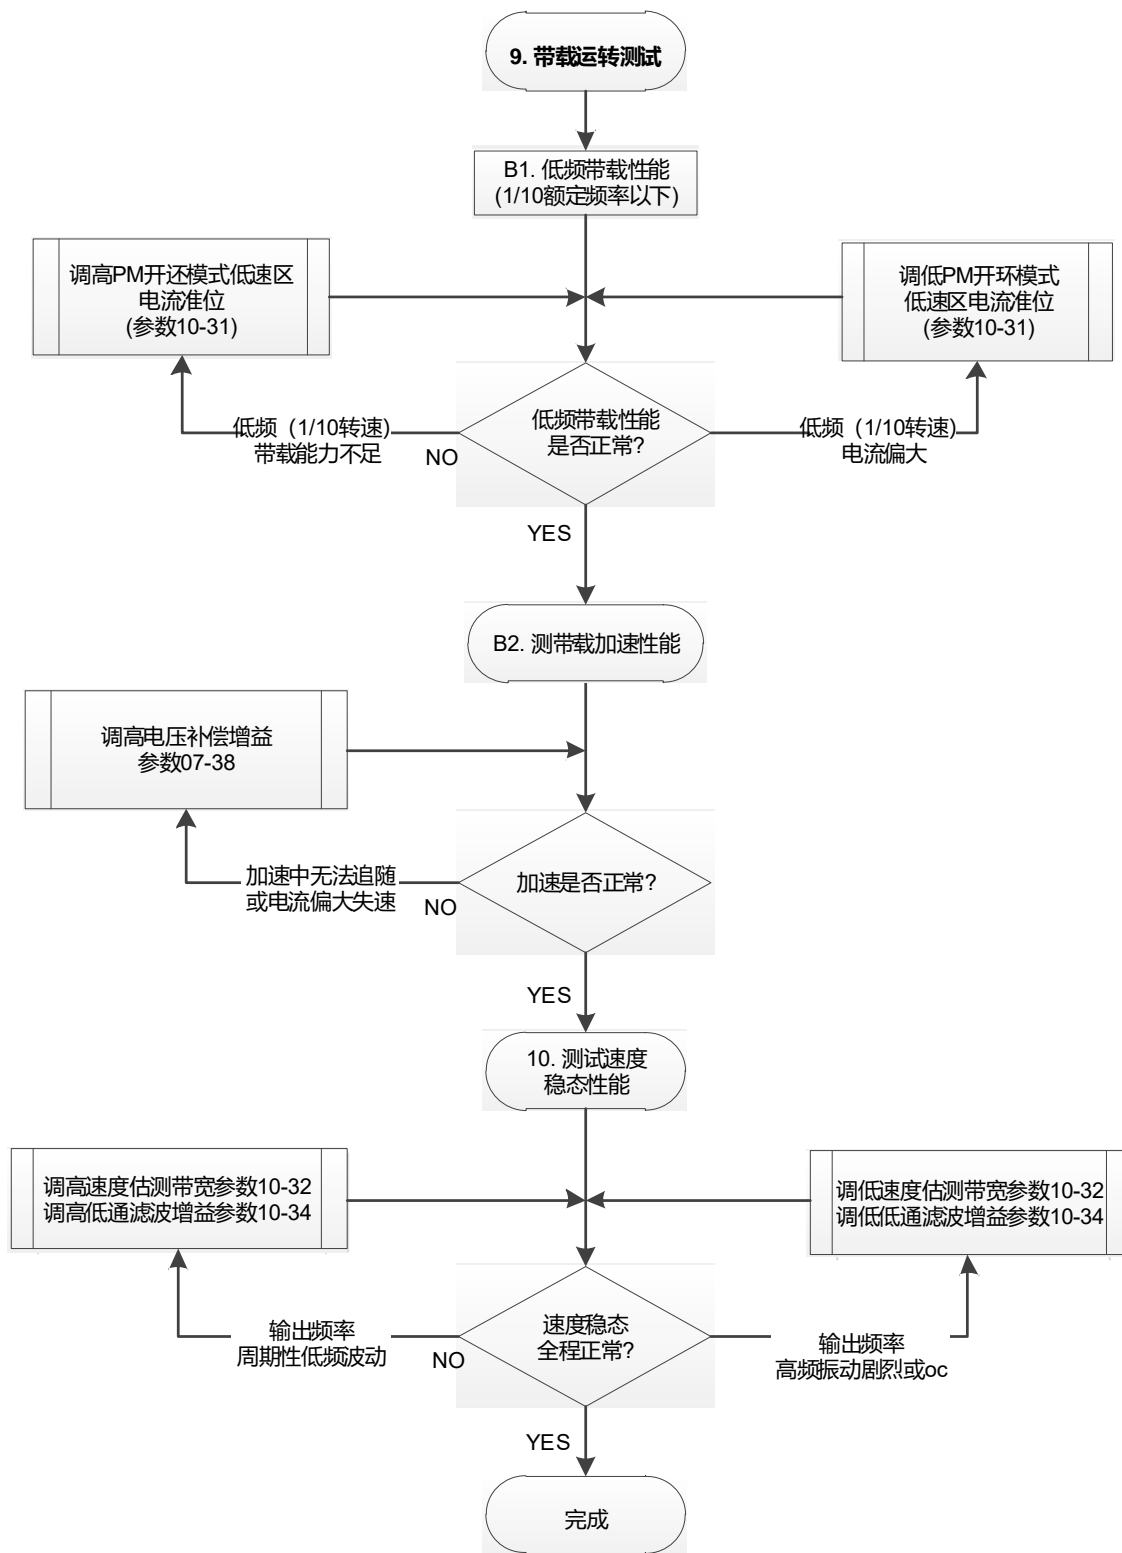 9. 带载运转测试
B1. 低频带载性能
(1/10额定频率以下)
调高PM开还模式低速区
电流准位
(参数10-31)
调低PM开环模式
低速区电流准位
(参数10-31)
低频带载性能
是否正常?
低频（1/10转速)
带载能力不足
NO
低频（1/10转速)
电流偏大
YES
B2. 测带载加速性能
调高电压补偿增益
参数07-38
加速是否正常?
加速中无法追随
或电流偏大失速
NO
YES
10. 测试速度
稳态性能
调高速度估测带宽参数10-32
调高低通滤波增益参数10-34
调低速度估测带宽参数10-32
调低低通滤波增益参数10-34
速度稳态
全程正常?
输出频率
周期性低频波动
NO
输出频率
高频振动剧烈或oc
YES
完成